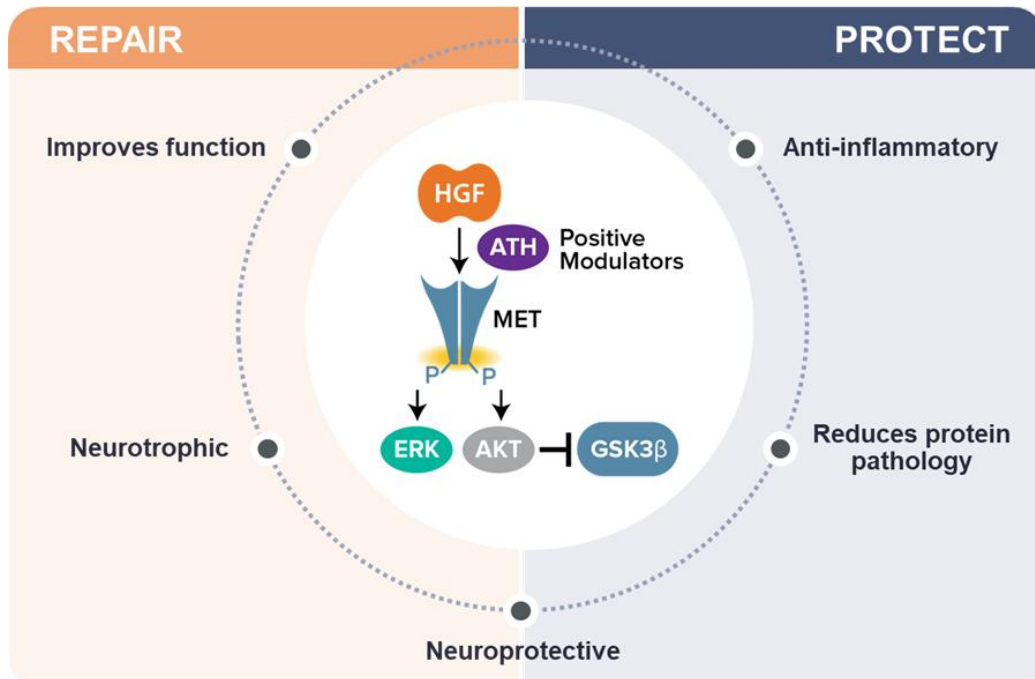 REPAIR
PROTECT
Improves function
Anti-inflammatory
HGF
ATH
Positive
Modulators
MET
P
P
ERK
AKT
GSK3β
Neurotrophic
Reduces protein
pathology
Neuroprotective